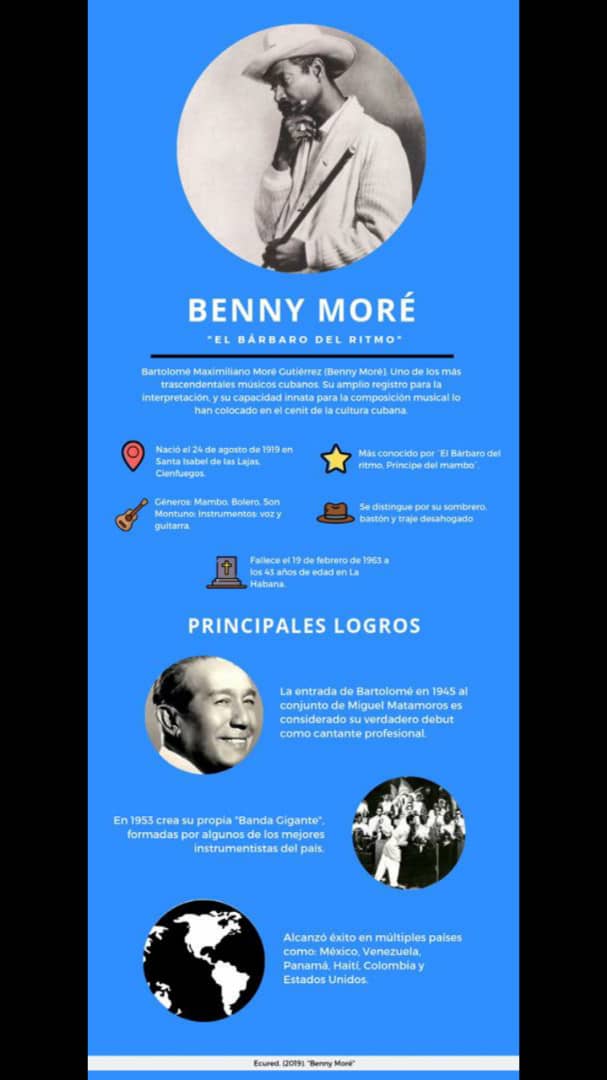 BENNY MORÉ
"EL BÁRBARO DEL RITMO"
Bartolomé Maximiliano Moré Gutiérrez (Benny Moré). Uno de los más
trascendentales músicos cubanos. Su amplio registro para la
interpretación, y su capacidad innata para la composición musical lo
han colocado en el cenit de la cultura cubana.
Nació el 24 de agosto de 1919 en
Santa Isabel de las Lajas,
Cienfuegos.
Más conocido por ¨El Bárbaro del
ritmo, Príncipe del mambo¨.
Géneros: Mambo, Bolero, Son
Montuno; Instrumentos: voz y
guitarra.
Se distingue por su sombrero,
bastón y traje desahogado
Fallece el 19 de febrero de 1963 a
los 43 años de edad en La
Habana.
PRINCIPALES LOGROS
La entrada de Bartolomé en 1945 al
conjunto de Miguel Matamoros es
considerado su verdadero debut
como cantante profesional.
En 1953 crea su propia "Banda Gigante",
formadas por algunos de los mejores
instrumentistas del país.
Alcanzó éxito en múltiples países
como: México, Venezuela,
Panamá, Haití, Colombia y
Estados Unidos.
Ecured. (2019). "Benny Moré"